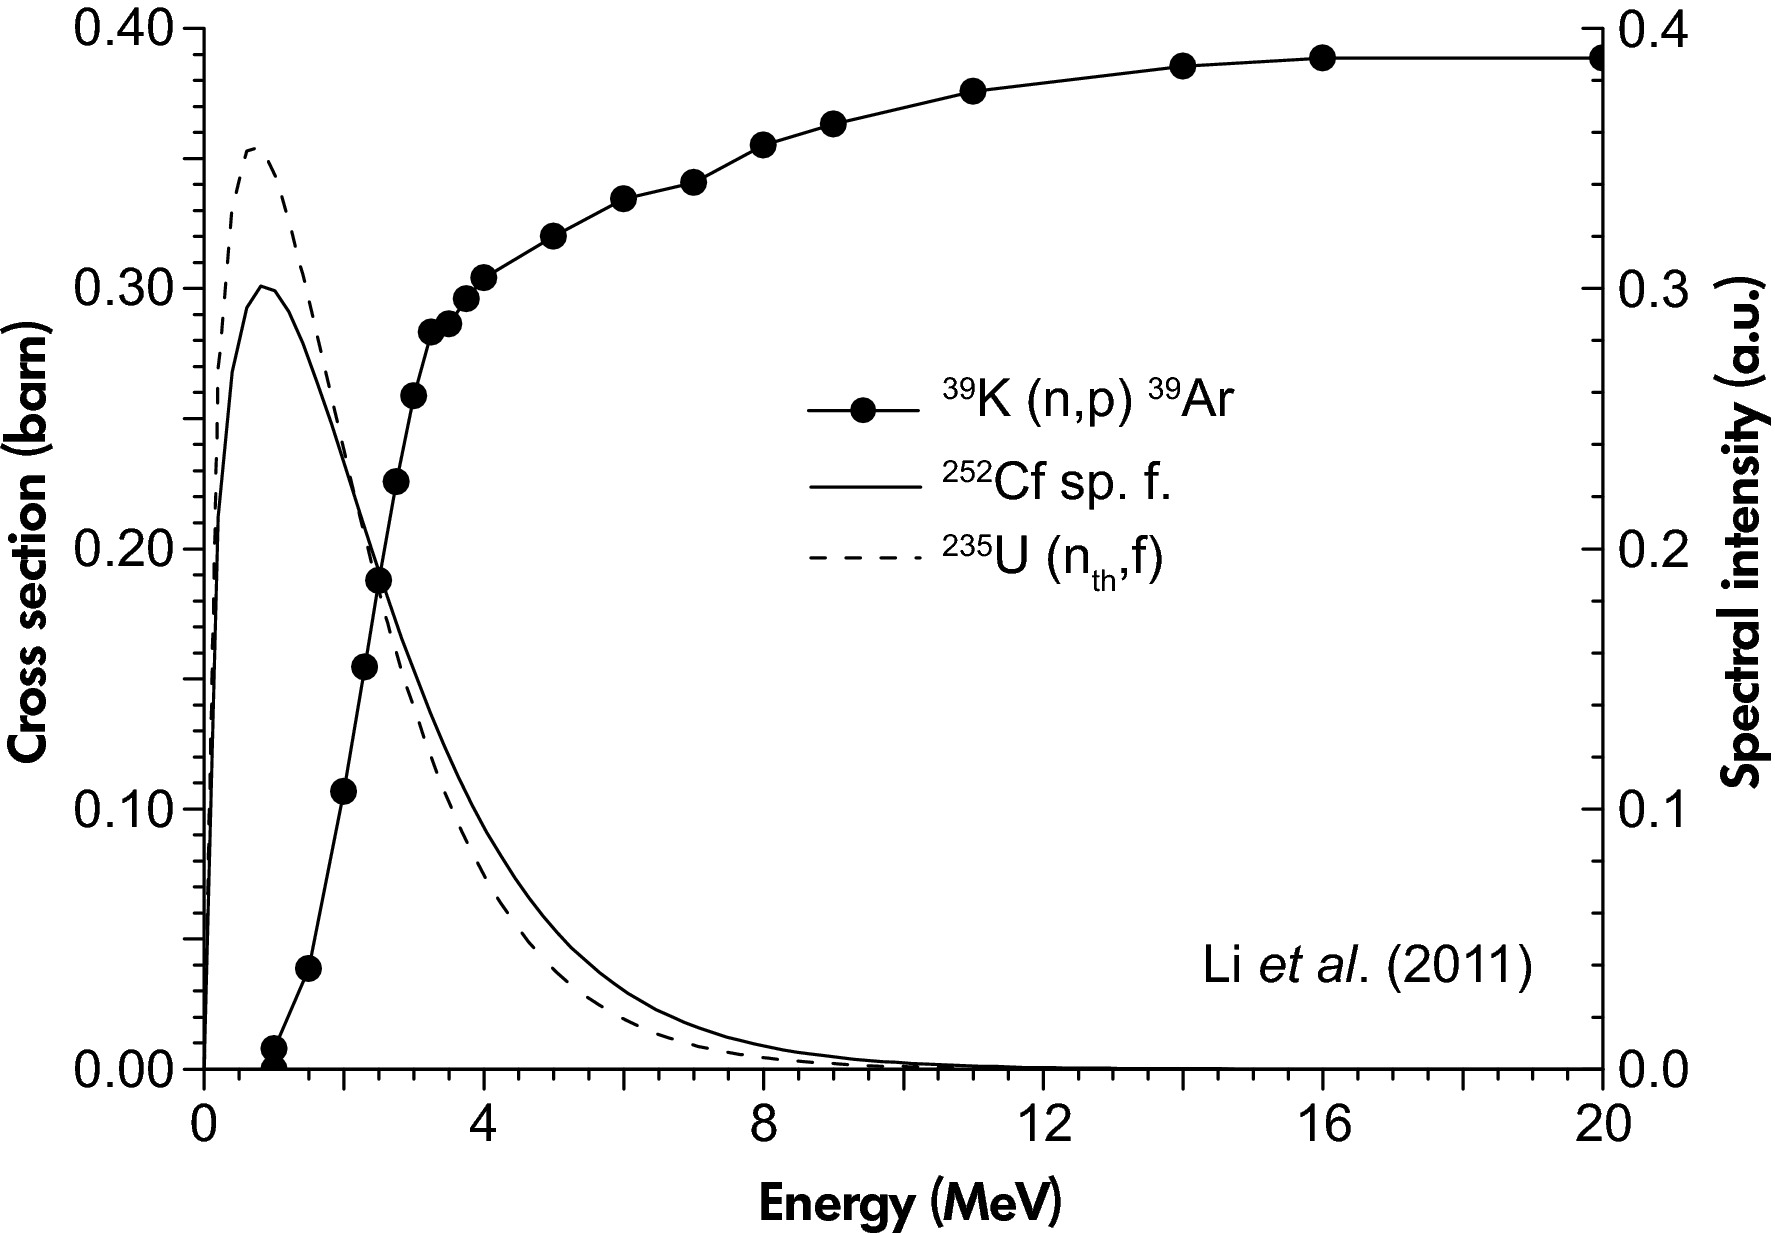 0.40
0.30
0.20
0.10
0.00
Cross section (barn)
0.4
0.3
0.2
0.1
0.0
Spectral intensity (a.u.)
³⁹K (n,p) ³⁹Ar
²⁵²Cf sp. f.
²³⁵U (nₜₕ,f)
Li et al. (2011)
0 4 8 12 16 20
Energy (MeV)